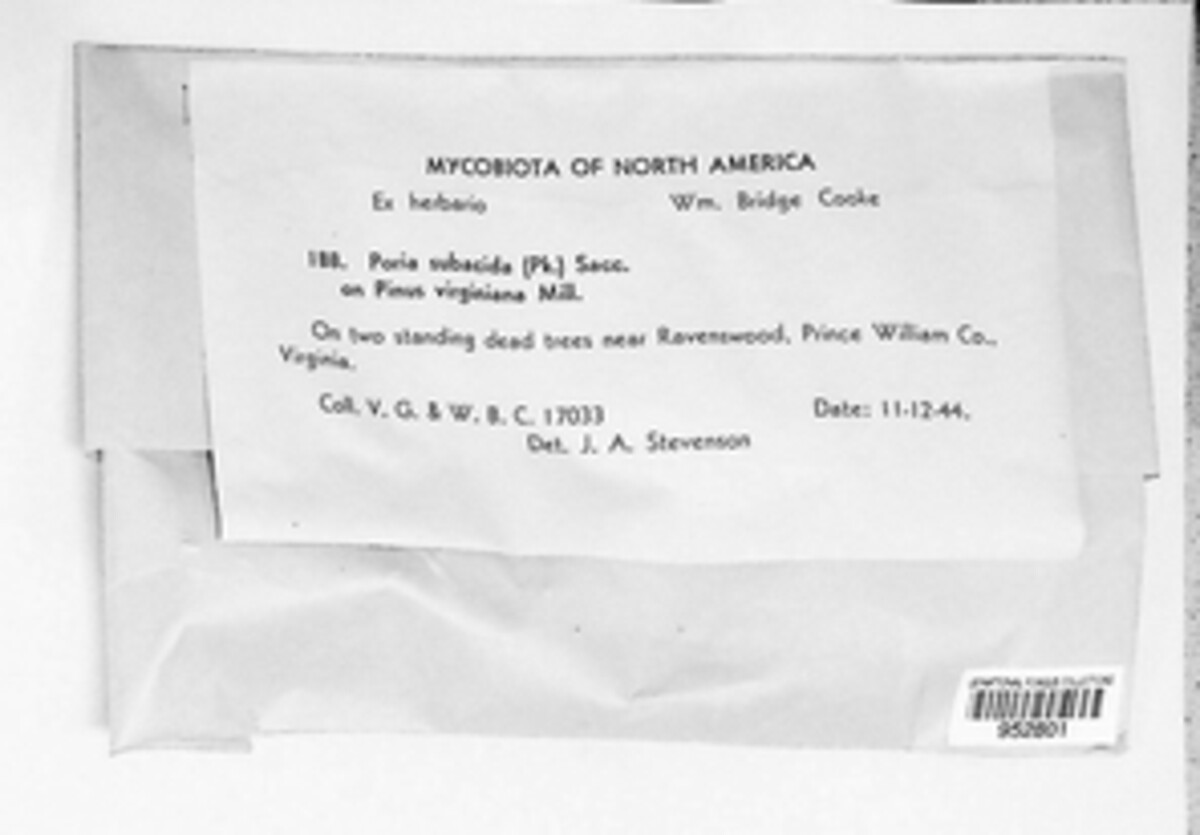 MYCOBIOTA OF NORTH AMERICA
Ex herbario Wm. Bridge Cooke
188. Poria subacida (Pk.) Sacc.
on Pinus virginiana Mill.
On two standing dead trees near Ravenswood, Prince William Co.,
Virginia.
Coll. V. G. & W. B. C. 17033 Date: 11-12-44.
Det. J. A. Stevenson
952801